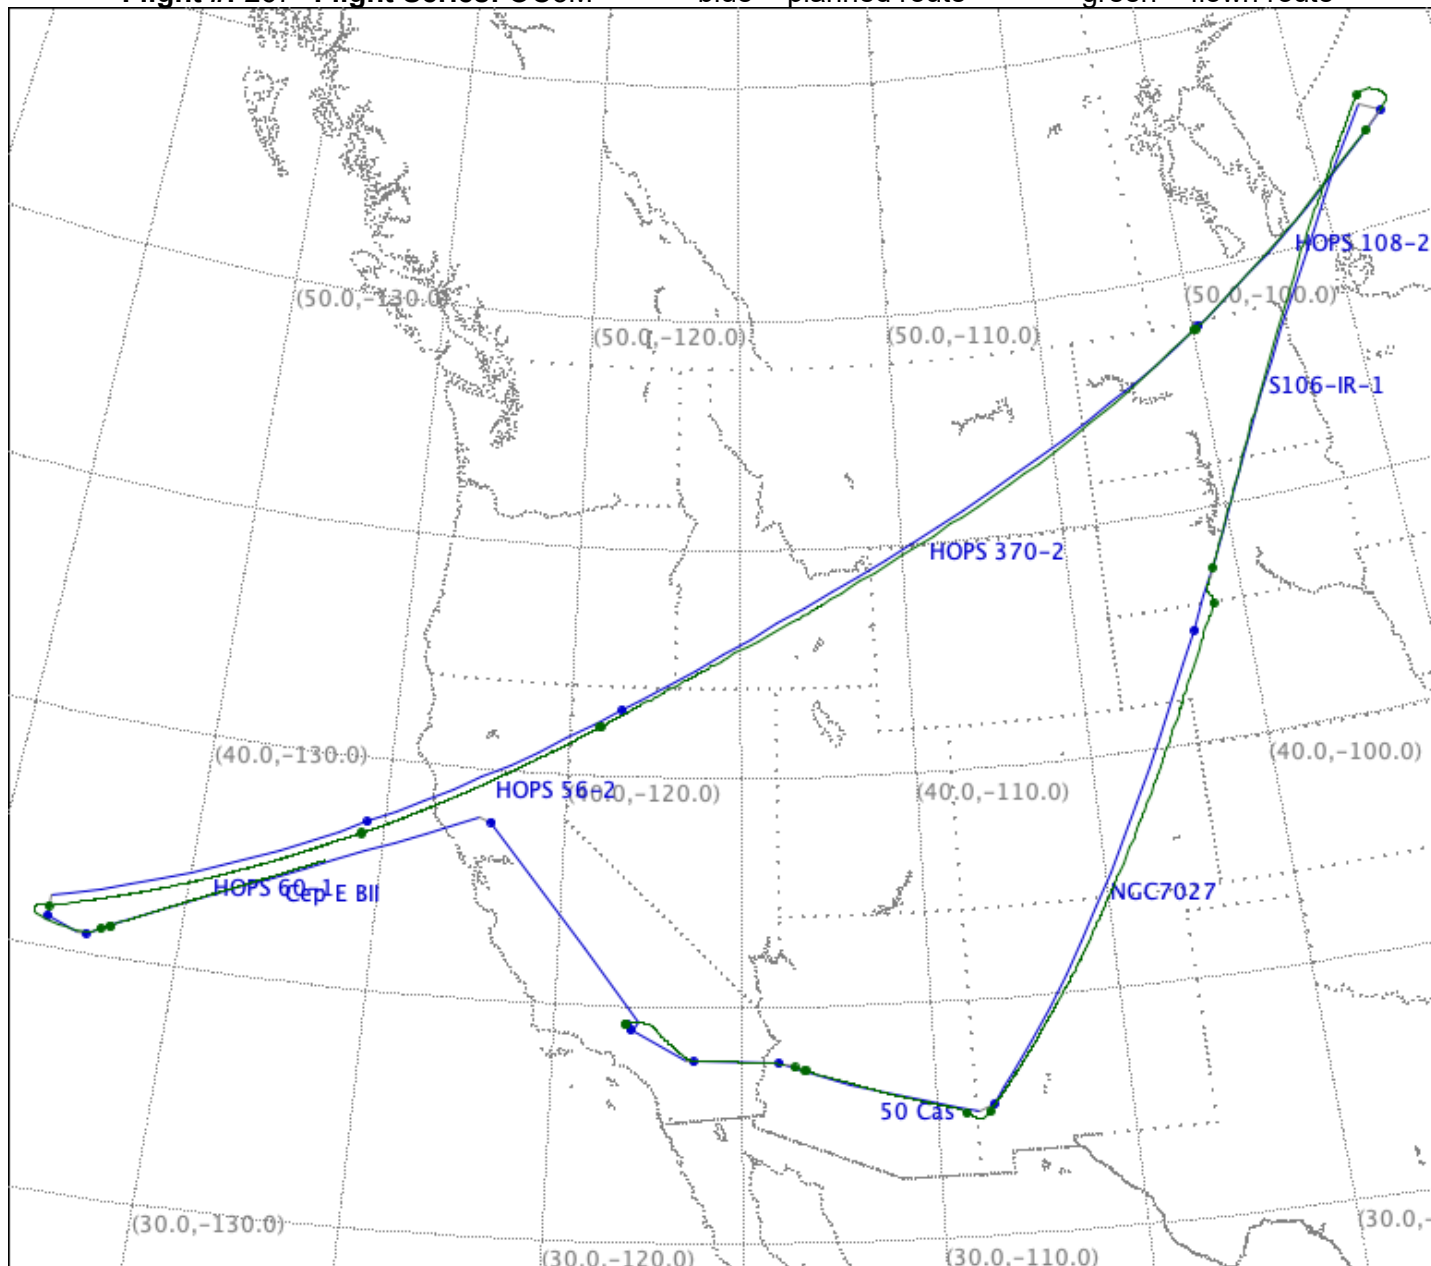 blue = planned route
green = flown route
HOPS 108-2
(50.0,-130.0)
(50.0,-100.0)
(50.0,-120.0)
(50.0,-110.0)
S106-IR-1
HOPS 370-2
(40.0,-130.0)
(40.0,-100.0)
HOPS 56-2
(40.0,-120.0)
(40.0,-110.0)
HOPS 60-1
Cep E BII
NGC7027
50 Cas
(30.0,-130.0)
(30.0,-
(30.0,-120.0)
(30.0,-110.0)